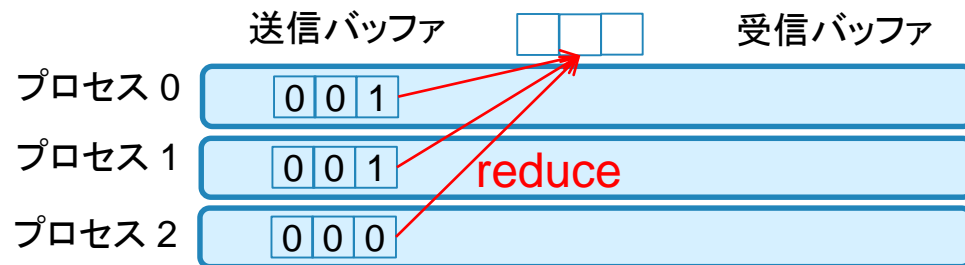 送信バッファ 受信バッファ
プロセス 0 0 0 1
プロセス 1 0 0 1 reduce
プロセス 2 0 0 0